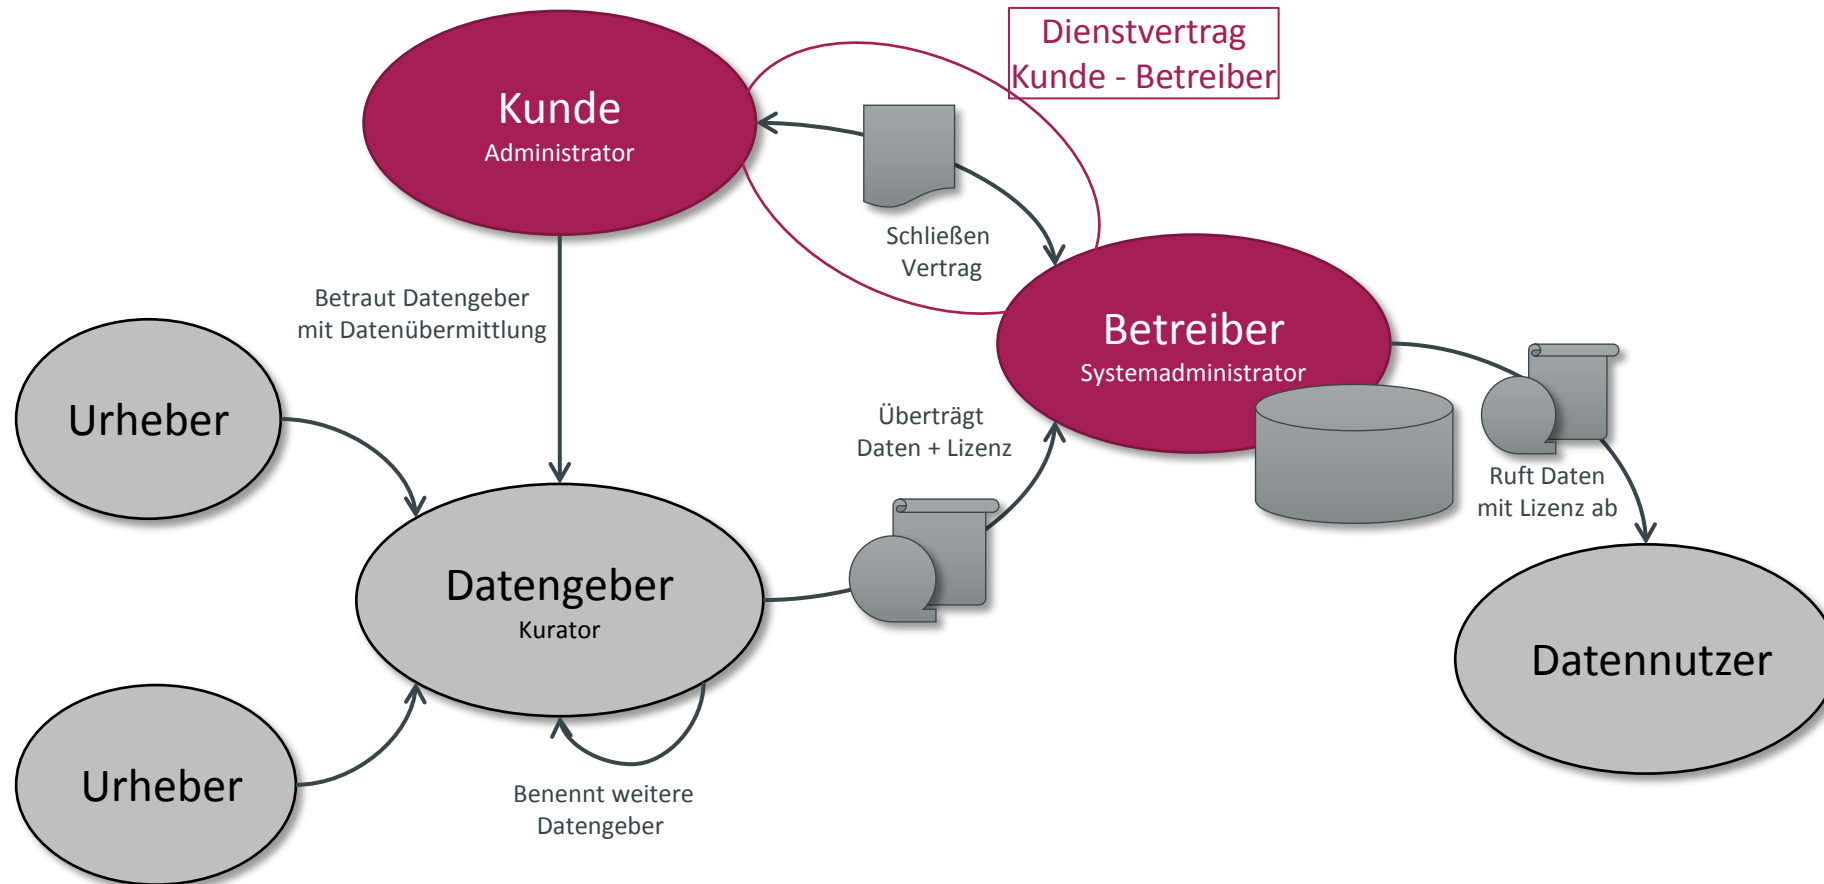 Dienstvertrag
Kunde - Betreiber
Kunde
Administrator
Schließen
Vertrag
Betraut Datengeber
mit Datenübermittlung
Betreiber
Systemadministrator
Urheber
Überträgt
Daten + Lizenz
Ruft Daten
mit Lizenz ab
Datengeber
Kurator
Datennutzer
Urheber
Benennt weitere
Datengeber